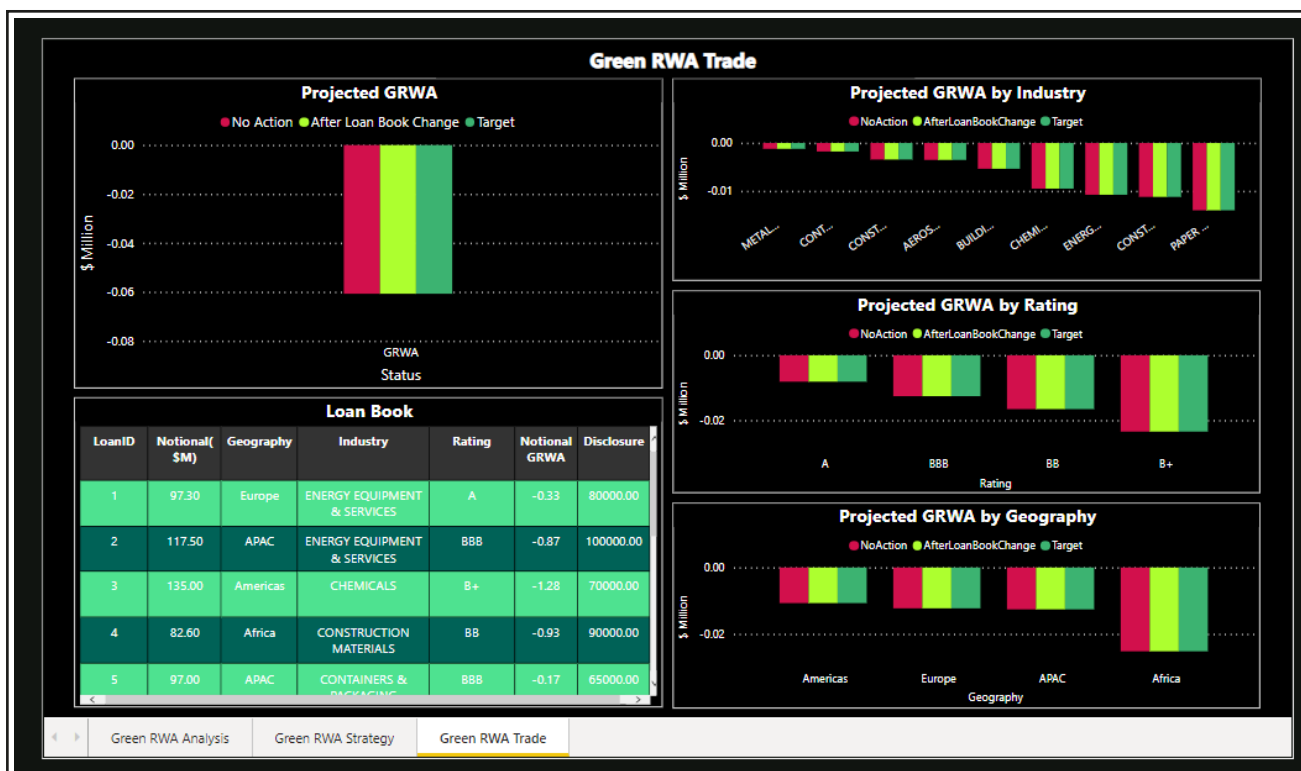 Green RWA Trade
Projected GRWA
No Action After Loan Book Change Target
0.00
-0.02
-0.04
-0.06
-0.08
$ Million
GRWA
Status
Loan Book
LoanID Notional( Geography Industry Rating Notional Disclosure
$M) GRWA
1 97.30 Europe ENERGY EQUIPMENT A -0.33 80000.00
& SERVICES
2 117.50 APAC ENERGY EQUIPMENT BBB -0.87 100000.00
& SERVICES
3 135.00 Americas CHEMICALS B+ -1.28 70000.00
4 82.60 Africa CONSTRUCTION BB -0.93 90000.00
MATERIALS
5 97.00 APAC CONTAINERS & BBB -0.17 65000.00
PACKAGING
Projected GRWA by Industry
NoAction AfterLoanBookChange Target
0.00
-0.01
$ Million
METAL... CONT... CONST... AEROS... BUILDI... CHEMI... ENERG... CONST... PAPER ...
Projected GRWA by Rating
NoAction AfterLoanBookChange Target
0.00
-0.02
$ Million
A BBB BB B+
Rating
Projected GRWA by Geography
NoAction AfterLoanBookChange Target
0.00
-0.02
$ Million
Americas Europe APAC Africa
Geography
Green RWA Analysis Green RWA Strategy Green RWA Trade